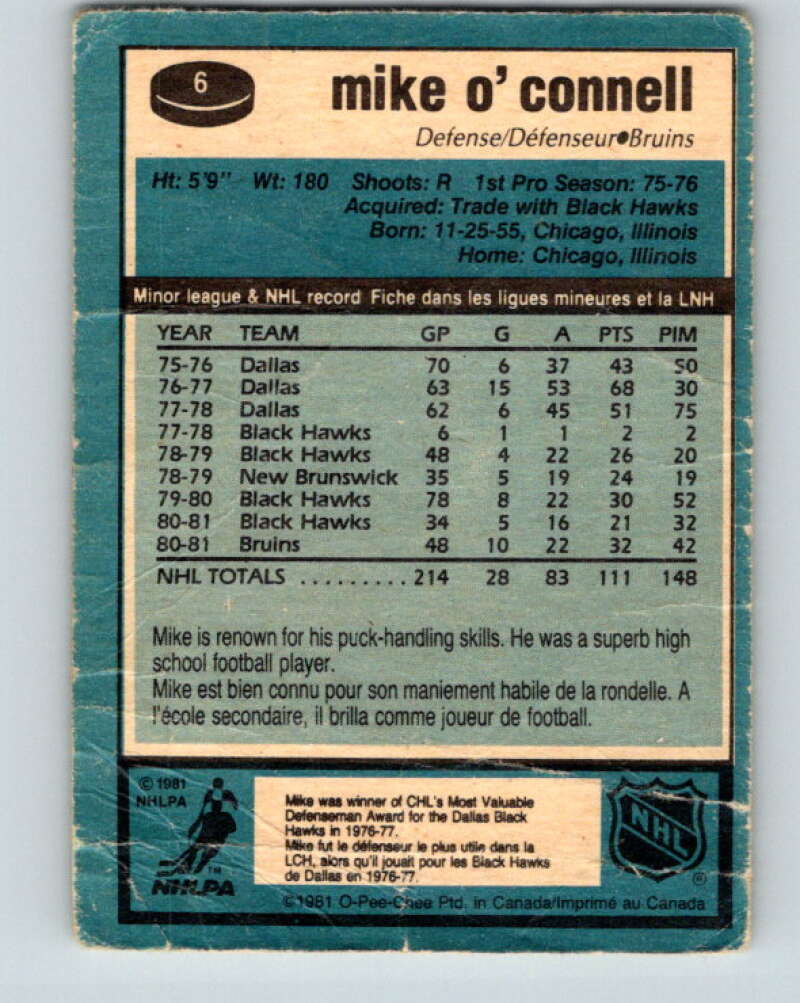 6
mike o' connell
Defense/Défenseur●Bruins
Ht: 5'9" Wt: 180 Shoots: R 1st Pro Season: 75-76
Acquired: Trade with Black Hawks
Born: 11-25-55, Chicago, Illinois
Home: Chicago, Illinois
Minor league & NHL record Fiche dans les ligues mineures et la LNH
YEAR TEAM GP G A PTS PIM
75-76 Dallas 70 6 37 43 50
76-77 Dallas 63 15 53 68 30
77-78 Dallas 62 6 45 51 75
77-78 Black Hawks 6 1 1 2 2
78-79 Black Hawks 48 4 22 26 20
78-79 New Brunswick 35 5 19 24 19
79-80 Black Hawks 78 8 22 30 52
80-81 Black Hawks 34 5 16 21 32
80-81 Bruins 48 10 22 32 42
NHL TOTALS ......... 214 28 83 111 148
Mike is renown for his puck-handling skills. He was a superb high
school football player.
Mike est bien connu pour son maniement habile de la rondelle. A
l'école secondaire, il brilla comme joueur de football.
© 1981
NHLPA
TM
NHLPA
Mike was winner of CHL's Most Valuable
Defenseman Award for the Dallas Black
Hawks in 1976-77.
Mike fut le défenseur le plus utile dans la
LCH, alors qu'il jouait pour les Black Hawks
de Dallas en 1976-77.
NHL
®
©1981 O-Pee-Chee Ptd. in Canada/Imprimé au Canada